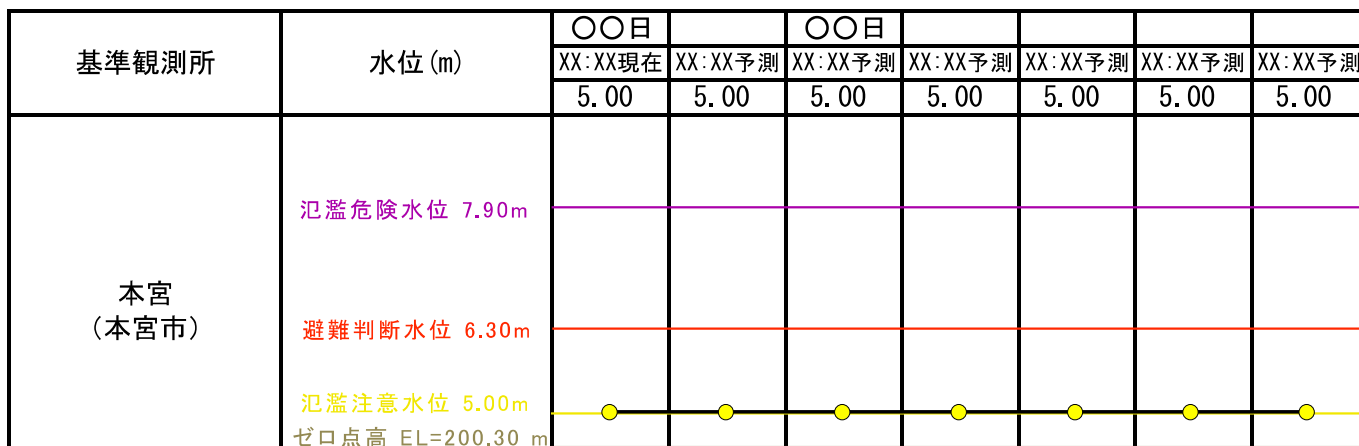 基準観測所
水位(m)
〇〇日 〇〇日
XX:XX現在 XX:XX予測 XX:XX予測 XX:XX予測 XX:XX予測 XX:XX予測 XX:XX予測
5.00 5.00 5.00 5.00 5.00 5.00 5.00
本宮
(本宮市)
氾濫危険水位 7.90m
避難判断水位 6.30m
氾濫注意水位 5.00m
ゼロ点高 EL=200.30 m